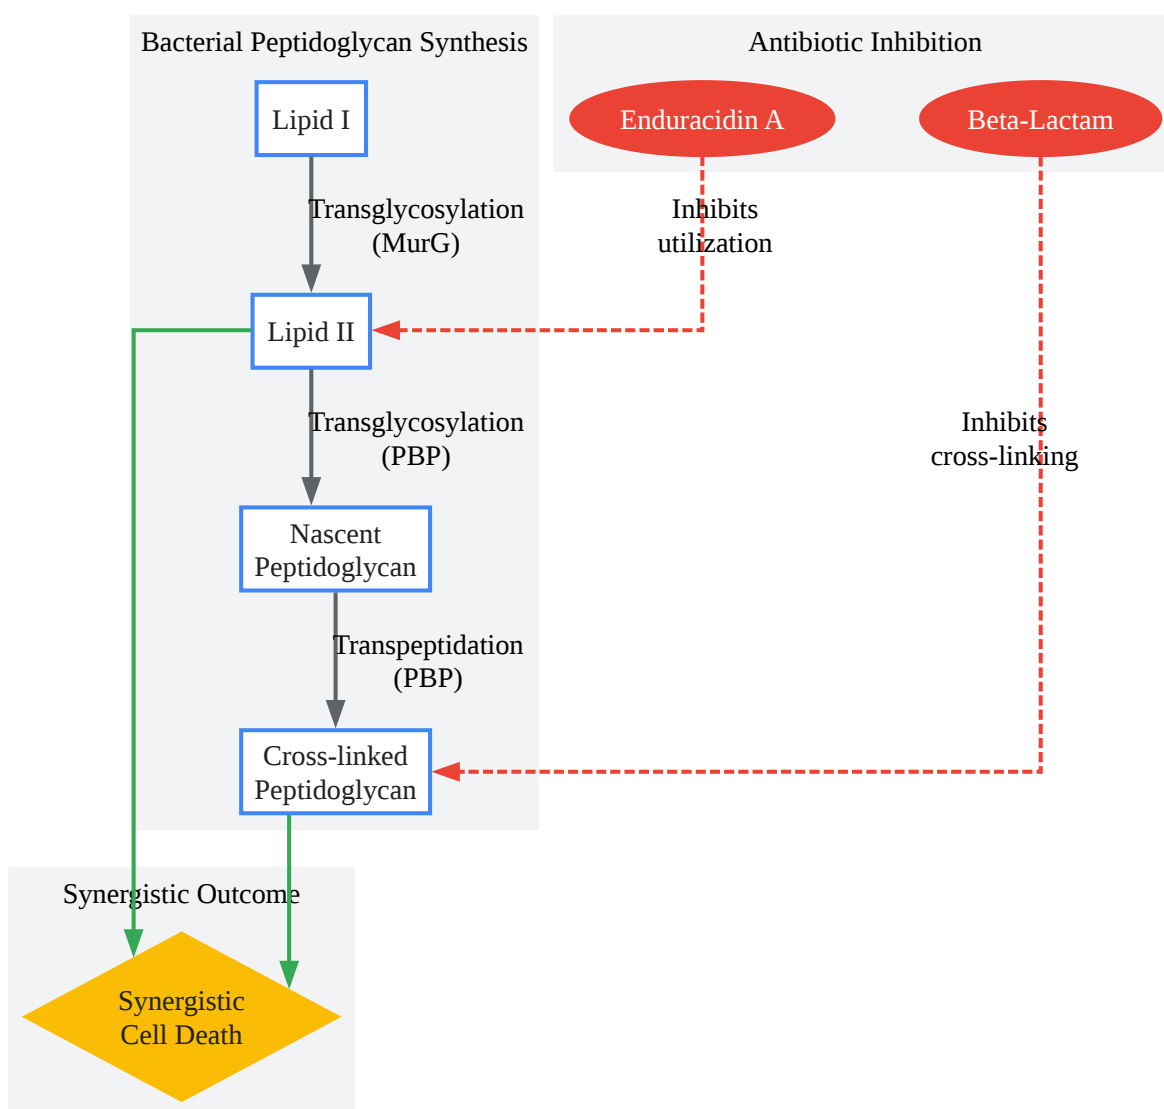 Bacterial Peptidoglycan Synthesis
Antibiotic Inhibition
Lipid I
Enduracidin A
Beta-Lactam
Transglycosylation
(MurG)
Inhibits
utilization
Lipid II
Transglycosylation
(PBP)
Inhibits
cross-linking
Nascent
Peptidoglycan
Transpeptidation
(PBP)
Cross-linked
Peptidoglycan
Synergistic Outcome
Synergistic
Cell Death